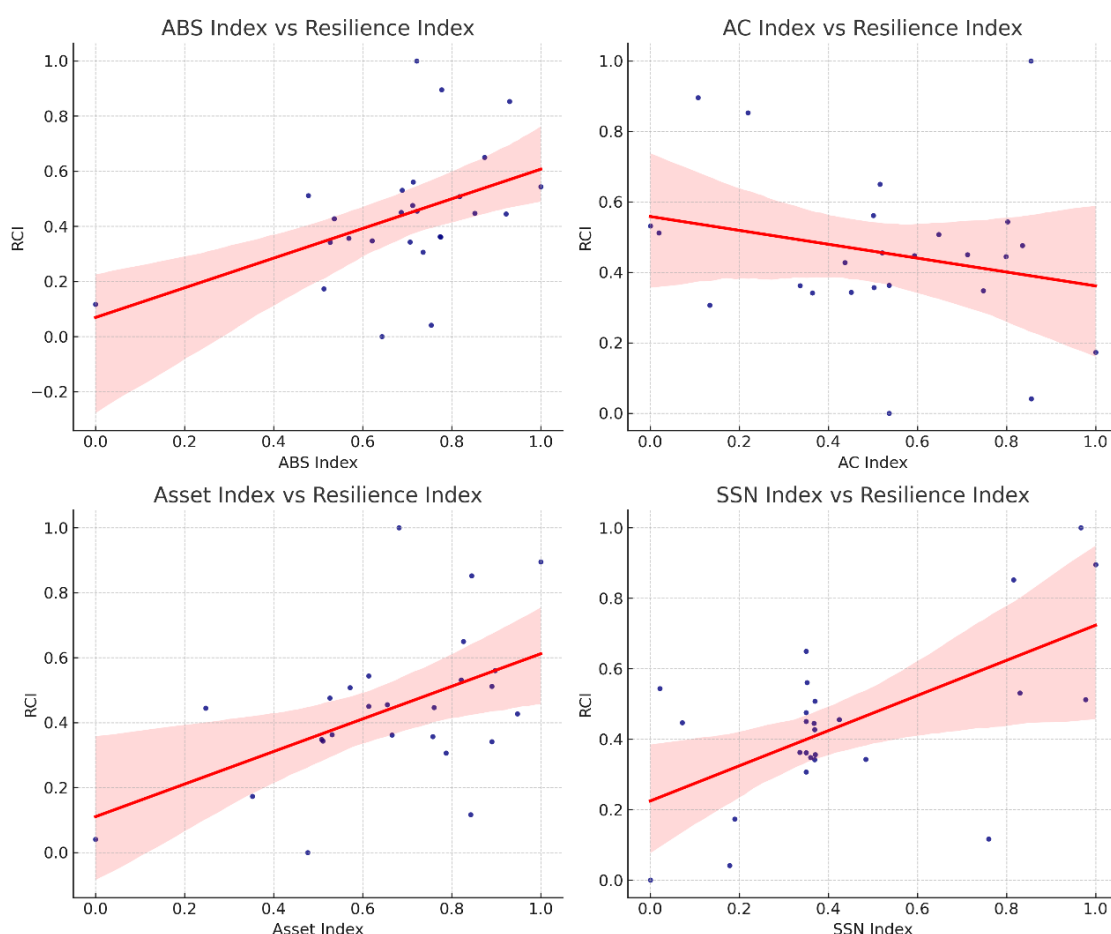 ABS Index vs Resilience Index
1.0
0.8
0.6
0.4
0.2
0.0
−0.2
RCI
0.0 0.2 0.4 0.6 0.8 1.0
ABS Index
AC Index vs Resilience Index
1.0
0.8
0.6
0.4
0.2
0.0
RCI
0.0 0.2 0.4 0.6 0.8 1.0
AC Index
Asset Index vs Resilience Index
1.0
0.8
0.6
0.4
0.2
0.0
RCI
0.0 0.2 0.4 0.6 0.8 1.0
Asset Index
SSN Index vs Resilience Index
1.0
0.8
0.6
0.4
0.2
0.0
RCI
0.0 0.2 0.4 0.6 0.8 1.0
SSN Index